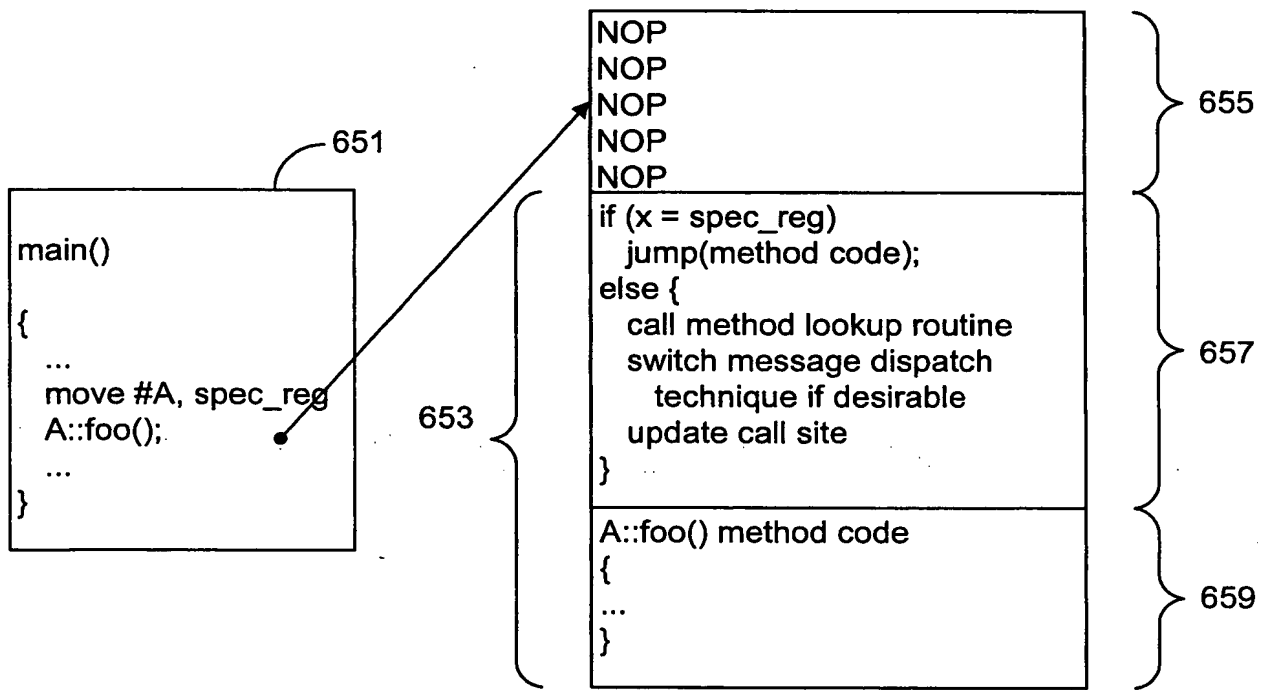 651
main()
{
...
move #A, spec_reg
A::foo();
...
}
653
NOP
NOP
NOP
NOP
NOP
655
if (x = spec_reg)
jump(method code);
else {
call method lookup routine
switch message dispatch
technique if desirable
update call site
}
657
A::foo() method code
{
...
}
659